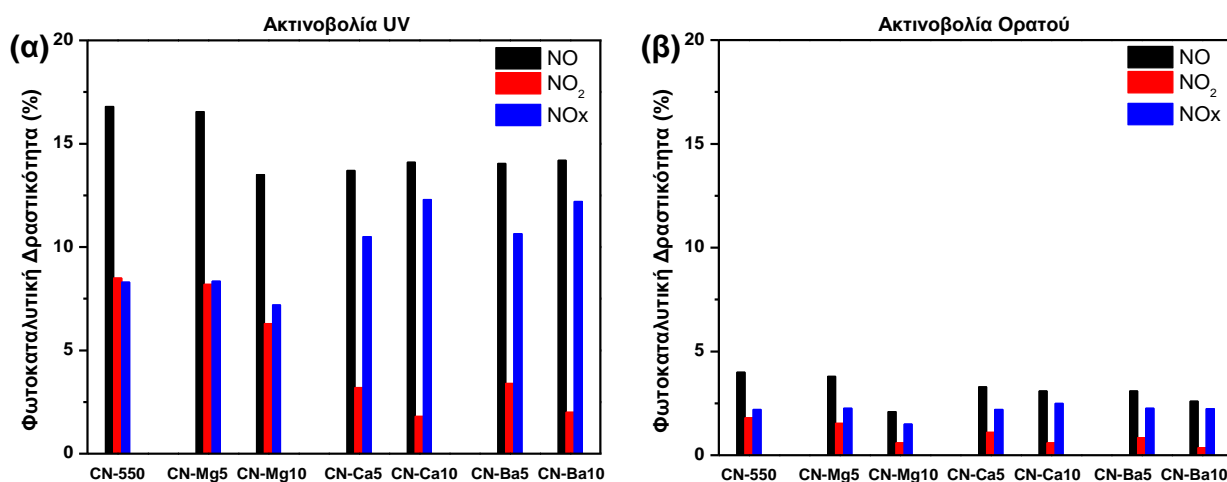 Ακτινοβολία UV
(α)
Φωτοκαταλυτική Δραστικότητα (%)
20
15
10
5
0
NO
NO2
NOx
CN-550 CN-Mg5 CN-Mg10 CN-Ca5 CN-Ca10 CN-Ba5 CN-Ba10
Ακτινοβολία Ορατού
(β)
Φωτοκαταλυτική Δραστικότητα (%)
20
15
10
5
0
NO
NO2
NOx
CN-550 CN-Mg5 CN-Mg10 CN-Ca5 CN-Ca10 CN-Ba5 CN-Ba10